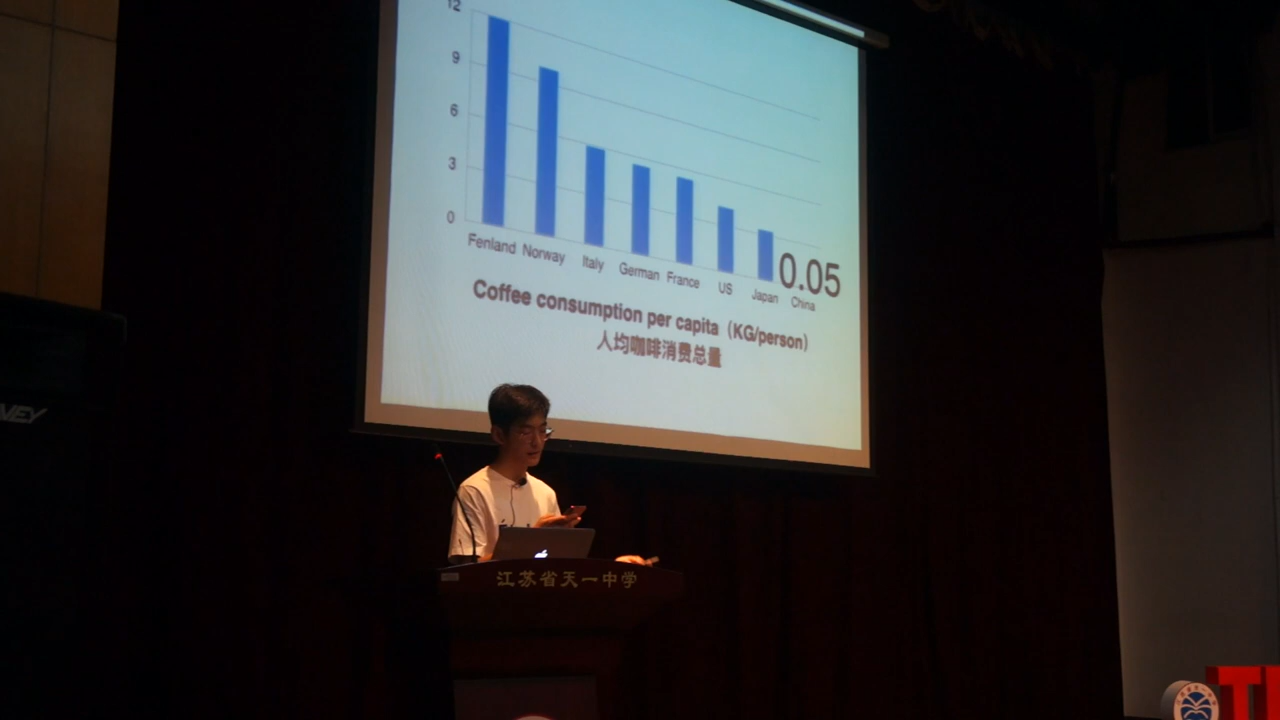 12
9
6
3
0
Fenland Norway Italy German France US Japan China
0.05
Coffee consumption per capita（KG/person）
人均咖啡消费总量
江苏省天一中学